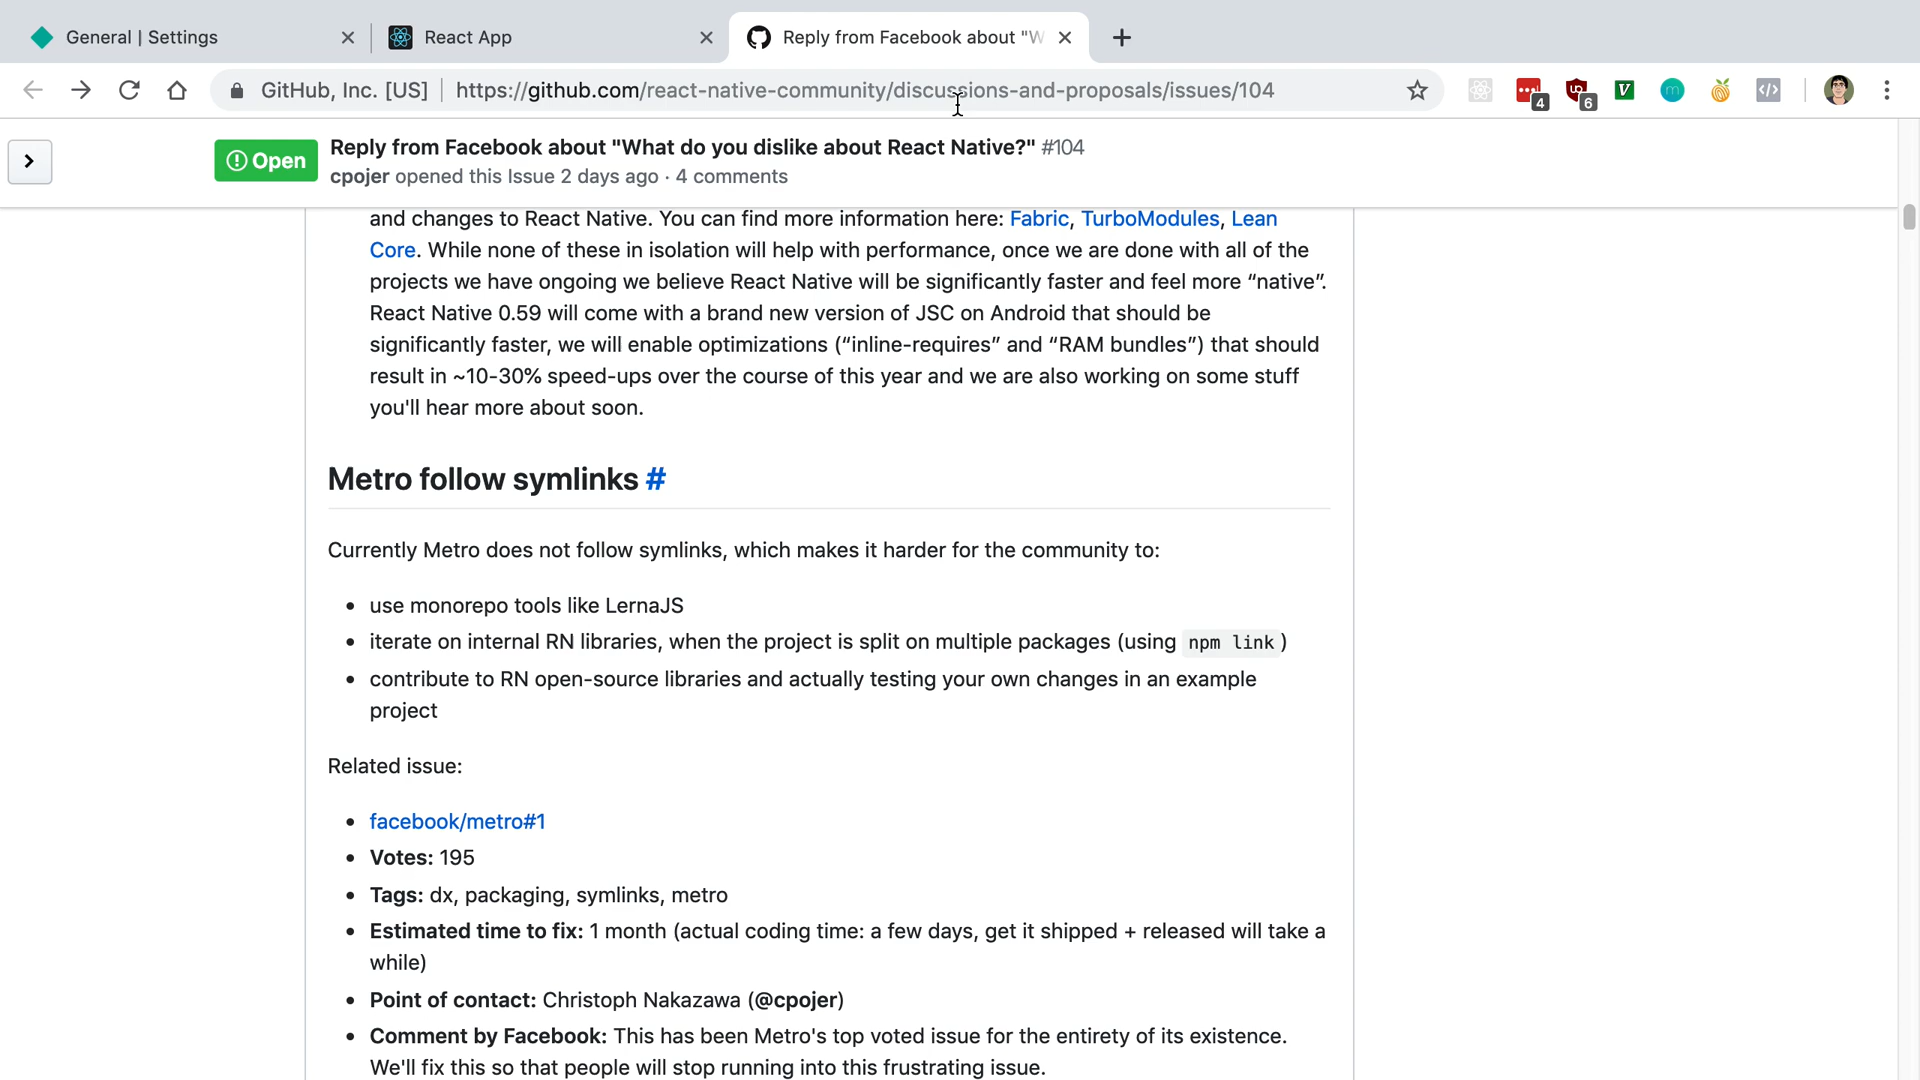 General | Settings
React App
Reply from Facebook about "W
GitHub, Inc. [US]
https://github.com/react-native-community/discussions-and-proposals/issues/104
4
6
V
m
Open
Reply from Facebook about "What do you dislike about React Native?" #104
cpojer opened this Issue 2 days ago · 4 comments
and changes to React Native. You can find more information here: Fabric, TurboModules, Lean
Core. While none of these in isolation will help with performance, once we are done with all of the
projects we have ongoing we believe React Native will be significantly faster and feel more “native”.
React Native 0.59 will come with a brand new version of JSC on Android that should be
significantly faster, we will enable optimizations (“inline-requires” and “RAM bundles”) that should
result in ~10-30% speed-ups over the course of this year and we are also working on some stuff
you'll hear more about soon.
Metro follow symlinks #
Currently Metro does not follow symlinks, which makes it harder for the community to:
• use monorepo tools like LernaJS
• iterate on internal RN libraries, when the project is split on multiple packages (using npm link)
• contribute to RN open-source libraries and actually testing your own changes in an example
project
Related issue:
• facebook/metro#1
• Votes: 195
• Tags: dx, packaging, symlinks, metro
• Estimated time to fix: 1 month (actual coding time: a few days, get it shipped + released will take a
while)
• Point of contact: Christoph Nakazawa (@cpojer)
• Comment by Facebook: This has been Metro's top voted issue for the entirety of its existence.
We'll fix this so that people will stop running into this frustrating issue.